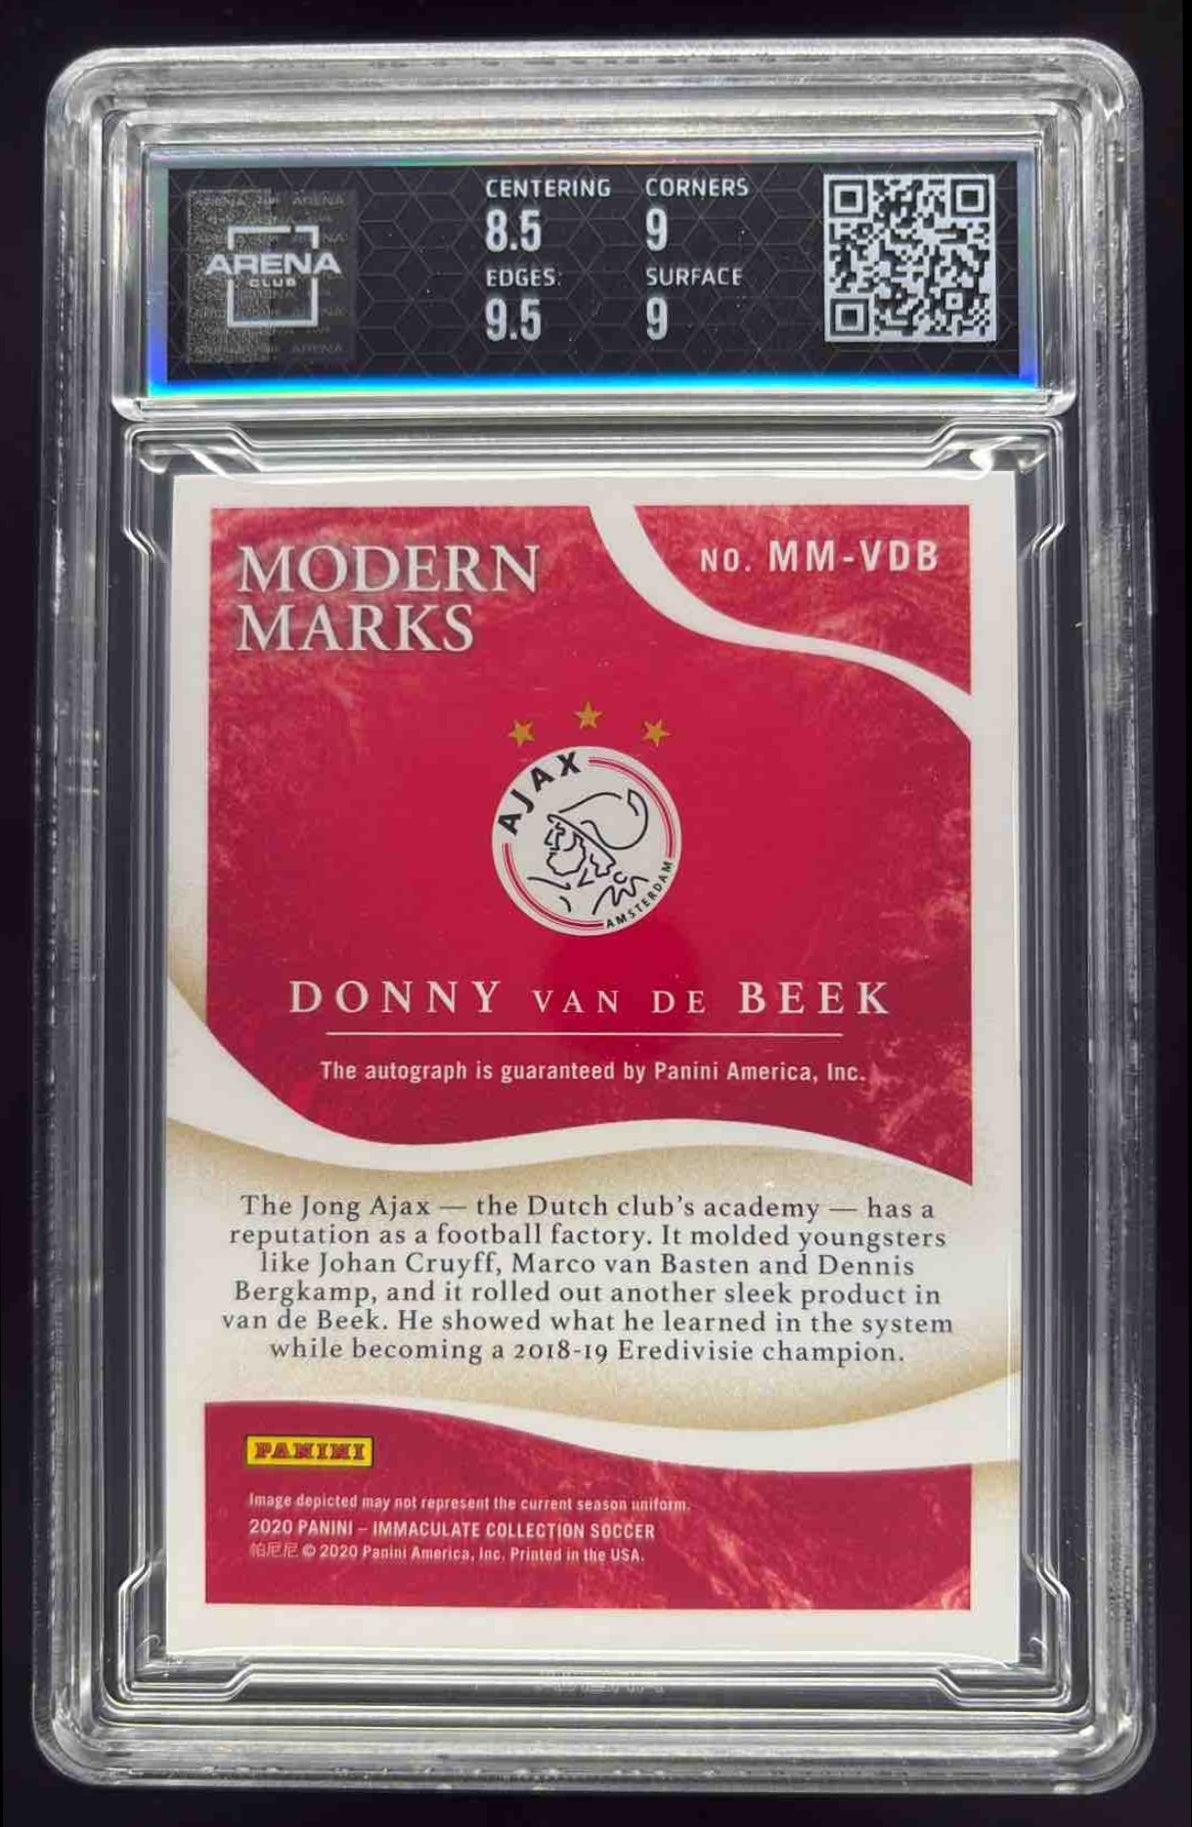 ARENA
CLUB
CENTERING
8.5
CORNERS
9
EDGES:
9.5
SURFACE
9
MODERN
MARKS
NO. MM-VDB
AJAX
AMSTERDAM
DONNY VAN DE BEEK
The autograph is guaranteed by Panini America, Inc.
The Jong Ajax — the Dutch club's academy — has a
reputation as a football factory. It molded youngsters
like Johan Cruyff, Marco van Basten and Dennis
Bergkamp, and it rolled out another sleek product in
van de Beek. He showed what he learned in the system
while becoming a 2018-19 Eredivisie champion.
PANINI
Image depicted may not represent the current season uniform.
2020 PANINI – IMMACULATE COLLECTION SOCCER
帕尼尼 © 2020 Panini America, Inc. Printed in the USA.